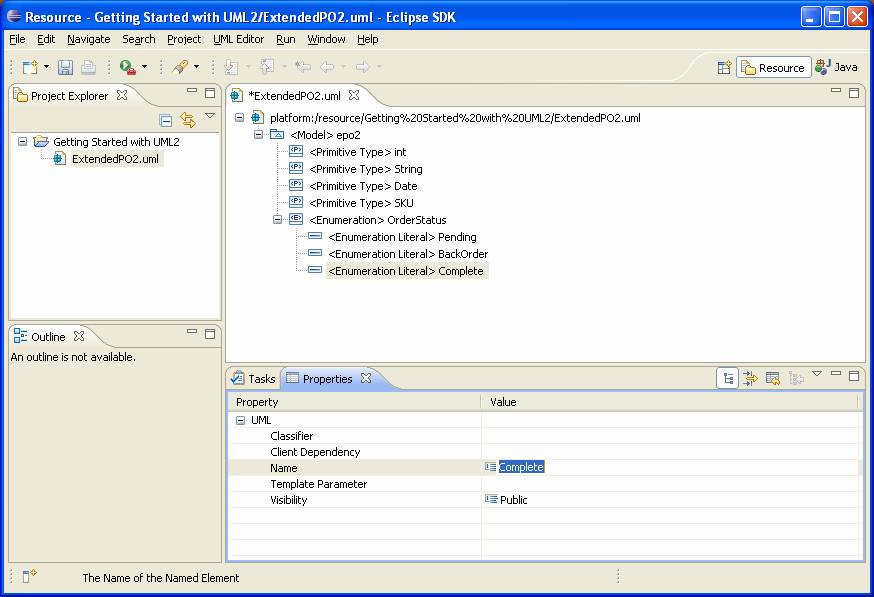 Resource - Getting Started with UML2/ExtendedPO2.uml - Eclipse SDK
File Edit Navigate Search Project UML Editor Run Window Help
Resource Java
Project Explorer
Getting Started with UML2
ExtendedPO2.uml
*ExtendedPO2.uml
platform:/resource/Getting%20Started%20with%20UML2/ExtendedPO2.uml
<Model> epo2
<Primitive Type> int
<Primitive Type> String
<Primitive Type> Date
<Primitive Type> SKU
<Enumeration> OrderStatus
<Enumeration Literal> Pending
<Enumeration Literal> BackOrder
<Enumeration Literal> Complete
Outline
An outline is not available.
Tasks Properties
Property Value
UML
Classifier
Client Dependency
Name Complete
Template Parameter
Visibility Public
The Name of the Named Element